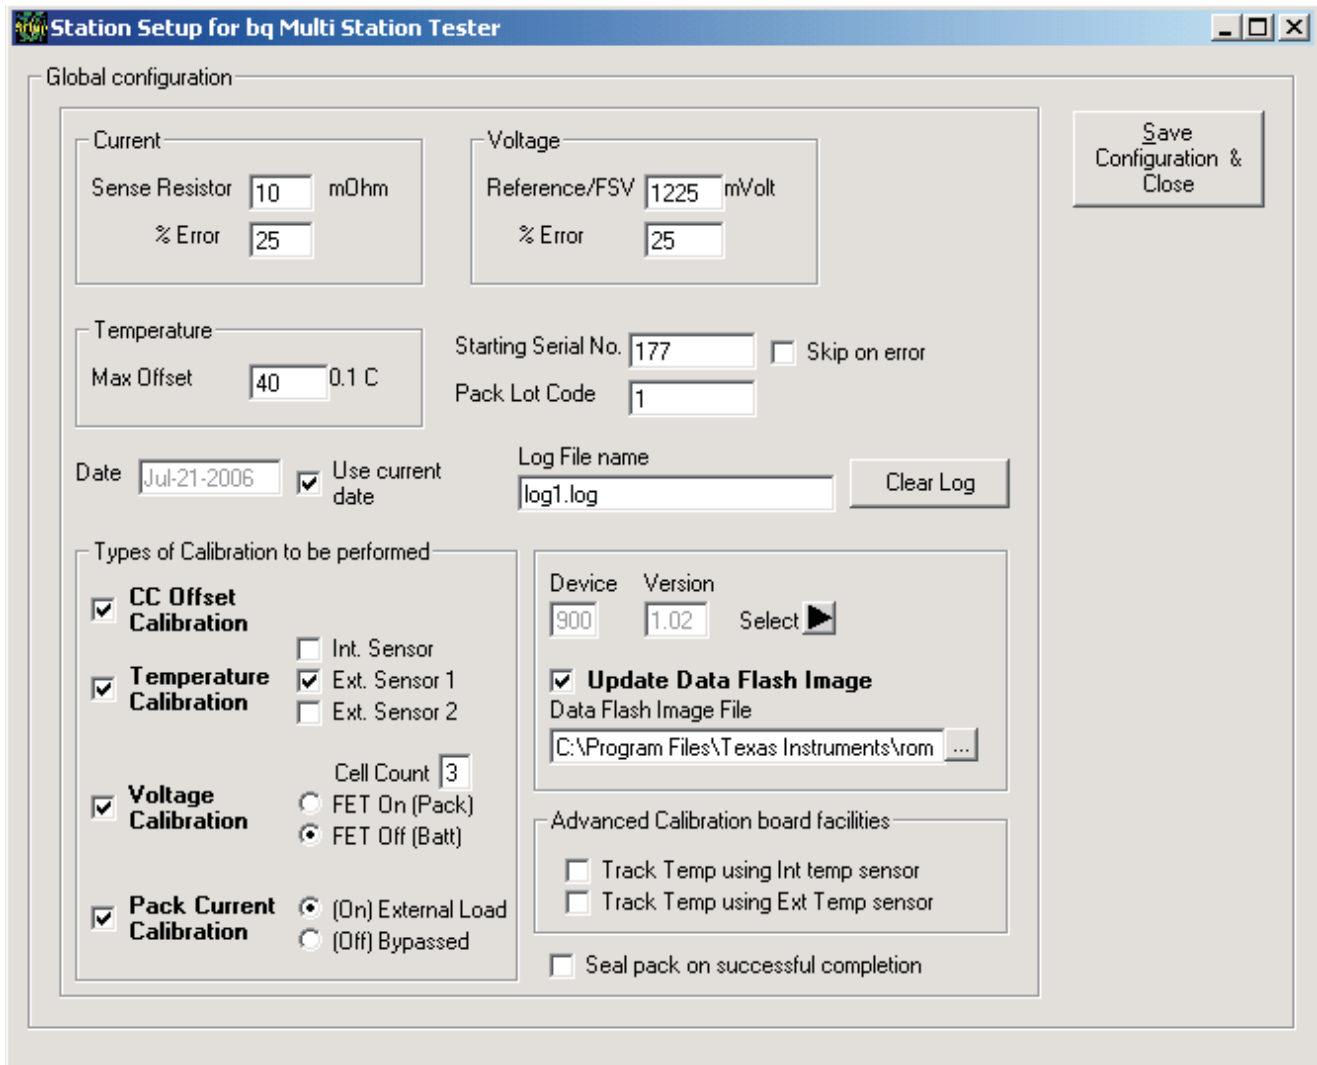 Station Setup for bq Multi Station Tester
Global configuration
Current
Sense Resistor 10 mOhm
% Error 25
Voltage
Reference/FSV 1225 mVolt
% Error 25
Save
Configuration &
Close
Temperature
Max Offset 40 0.1 C
Starting Serial No. 177 Skip on error
Pack Lot Code 1
Date Jul-21-2006 Use current
date
Log File name
log1.log
Clear Log
Types of Calibration to be performed
CC Offset
Calibration
Temperature
Calibration
Int. Sensor
Ext. Sensor 1
Ext. Sensor 2
Voltage
Calibration
Cell Count 3
FET On (Pack)
FET Off (Batt)
Pack Current
Calibration
(On) External Load
(Off) Bypassed
Device Version
900 1.02 Select
Update Data Flash Image
Data Flash Image File
C:\Program Files\Texas Instruments\rom ...
Advanced Calibration board facilities
Track Temp using Int temp sensor
Track Temp using Ext Temp sensor
Seal pack on successful completion